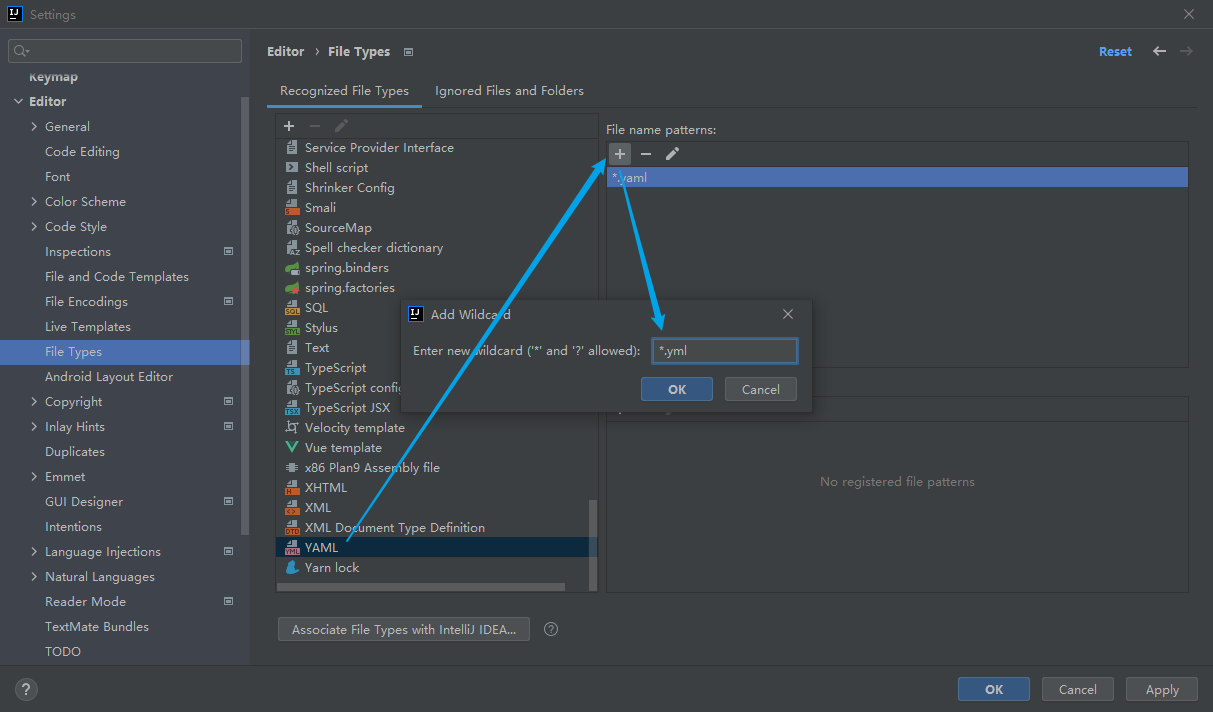 Settings
Keymap
Editor
General
Code Editing
Font
Color Scheme
Code Style
Inspections
File and Code Templates
File Encodings
Live Templates
File Types
Android Layout Editor
Copyright
Inlay Hints
Duplicates
Emmet
GUI Designer
Intentions
Language Injections
Natural Languages
Reader Mode
TextMate Bundles
TODO
Editor › File Types
Reset
Recognized File Types
Ignored Files and Folders
Service Provider Interface
Shell script
Shrinker Config
Smali
SourceMap
Spell checker dictionary
spring.binders
spring.factories
SQL
Stylus
Text
TypeScript
TypeScript config
TypeScript JSX
Velocity template
Vue template
x86 Plan9 Assembly file
XHTML
XML
XML Document Type Definition
YAML
Yarn lock
File name patterns:
*.yaml
Add Wildcard
Enter new wildcard ('*' and '?' allowed):
*.yml
OK
Cancel
No registered file patterns
Associate File Types with IntelliJ IDEA...
?
?
OK
Cancel
Apply